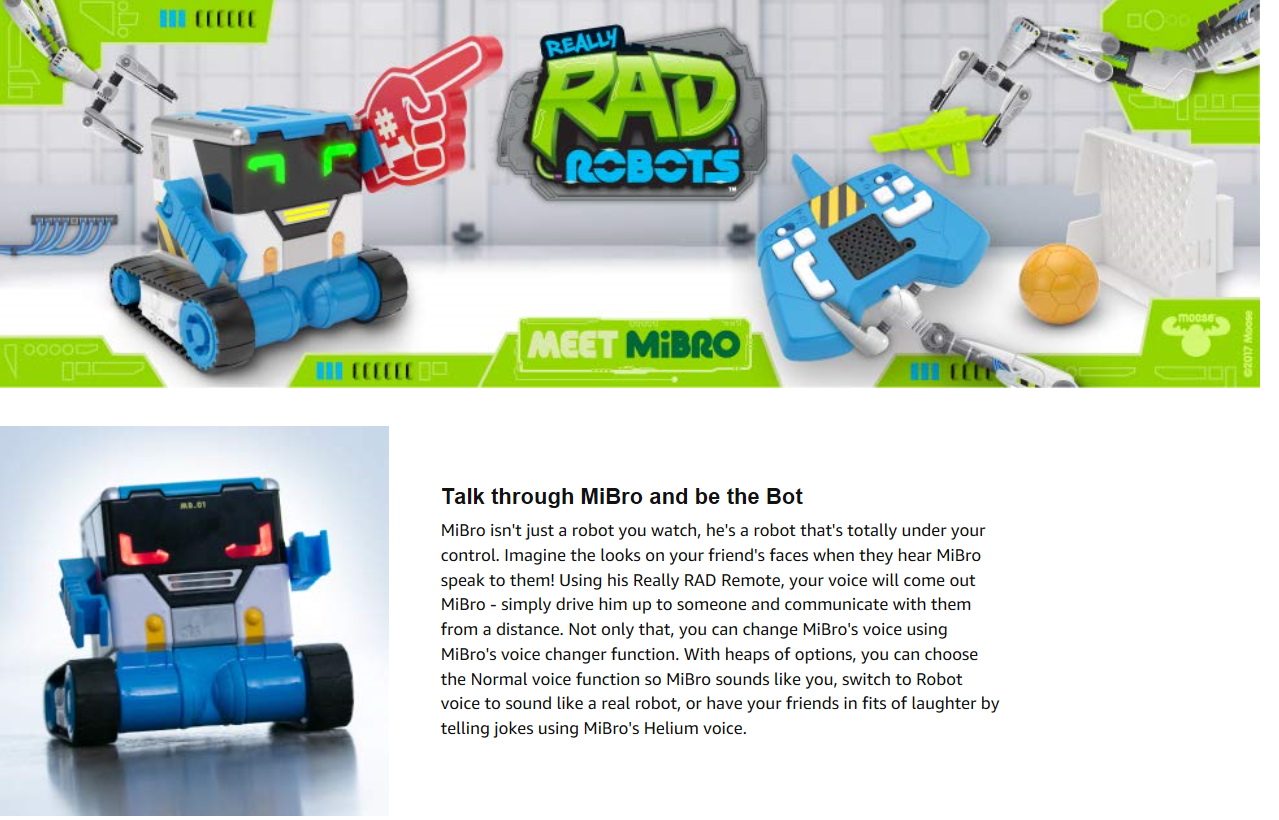 #1
REALLY
RAD
ROBOTS™
MEET MiBRO
moose
©2017 Moose
MB.01
Talk through MiBro and be the Bot
MiBro isn't just a robot you watch, he's a robot that's totally under your
control. Imagine the looks on your friend's faces when they hear MiBro
speak to them! Using his Really RAD Remote, your voice will come out
MiBro - simply drive him up to someone and communicate with them
from a distance. Not only that, you can change MiBro's voice using
MiBro's voice changer function. With heaps of options, you can choose
the Normal voice function so MiBro sounds like you, switch to Robot
voice to sound like a real robot, or have your friends in fits of laughter by
telling jokes using MiBro's Helium voice.